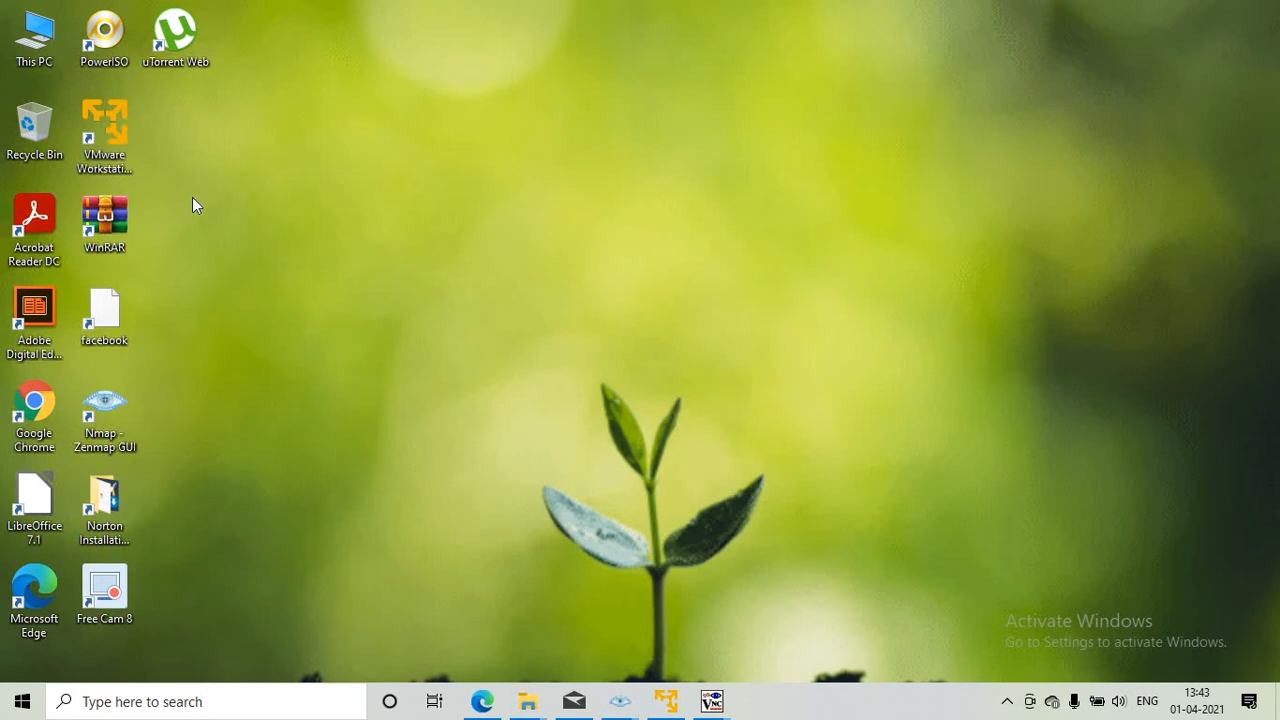 This PC
PowerISO
uTorrent Web
Recycle Bin
VMware
Workstati...
Acrobat
Reader DC
WinRAR
Adobe
Digital Ed...
facebook
Google
Chrome
Nmap -
Zenmap GUI
LibreOffice
7.1
Norton
Installati...
Microsoft
Edge
Free Cam 8
Activate Windows
Go to Settings to activate Windows.
Type here to search
VNC
ENG
13:43
01-04-2021